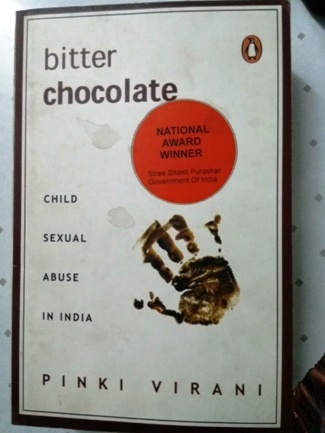 bitter
chocolate
NATIONAL
AWARD
WINNER
Stree Shakti Puraskar
Government Of India
CHILD
SEXUAL
ABUSE
IN INDIA
PINKI VIRANI